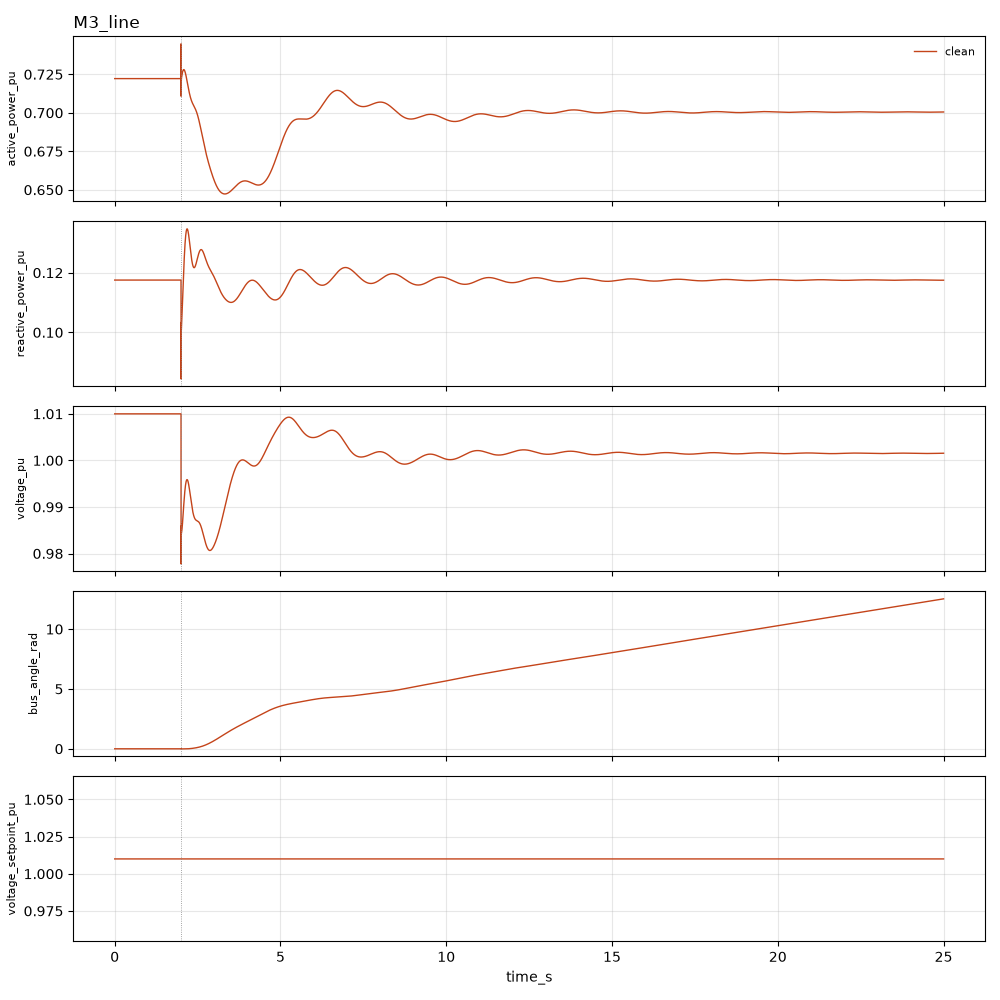 M3_line
active_power_pu
0.725
0.700
0.675
0.650
clean
reactive_power_pu
0.12
0.10
voltage_pu
1.01
1.00
0.99
0.98
bus_angle_rad
10
5
0
voltage_setpoint_pu
1.050
1.025
1.000
0.975
0 5 10 15 20 25
time_s